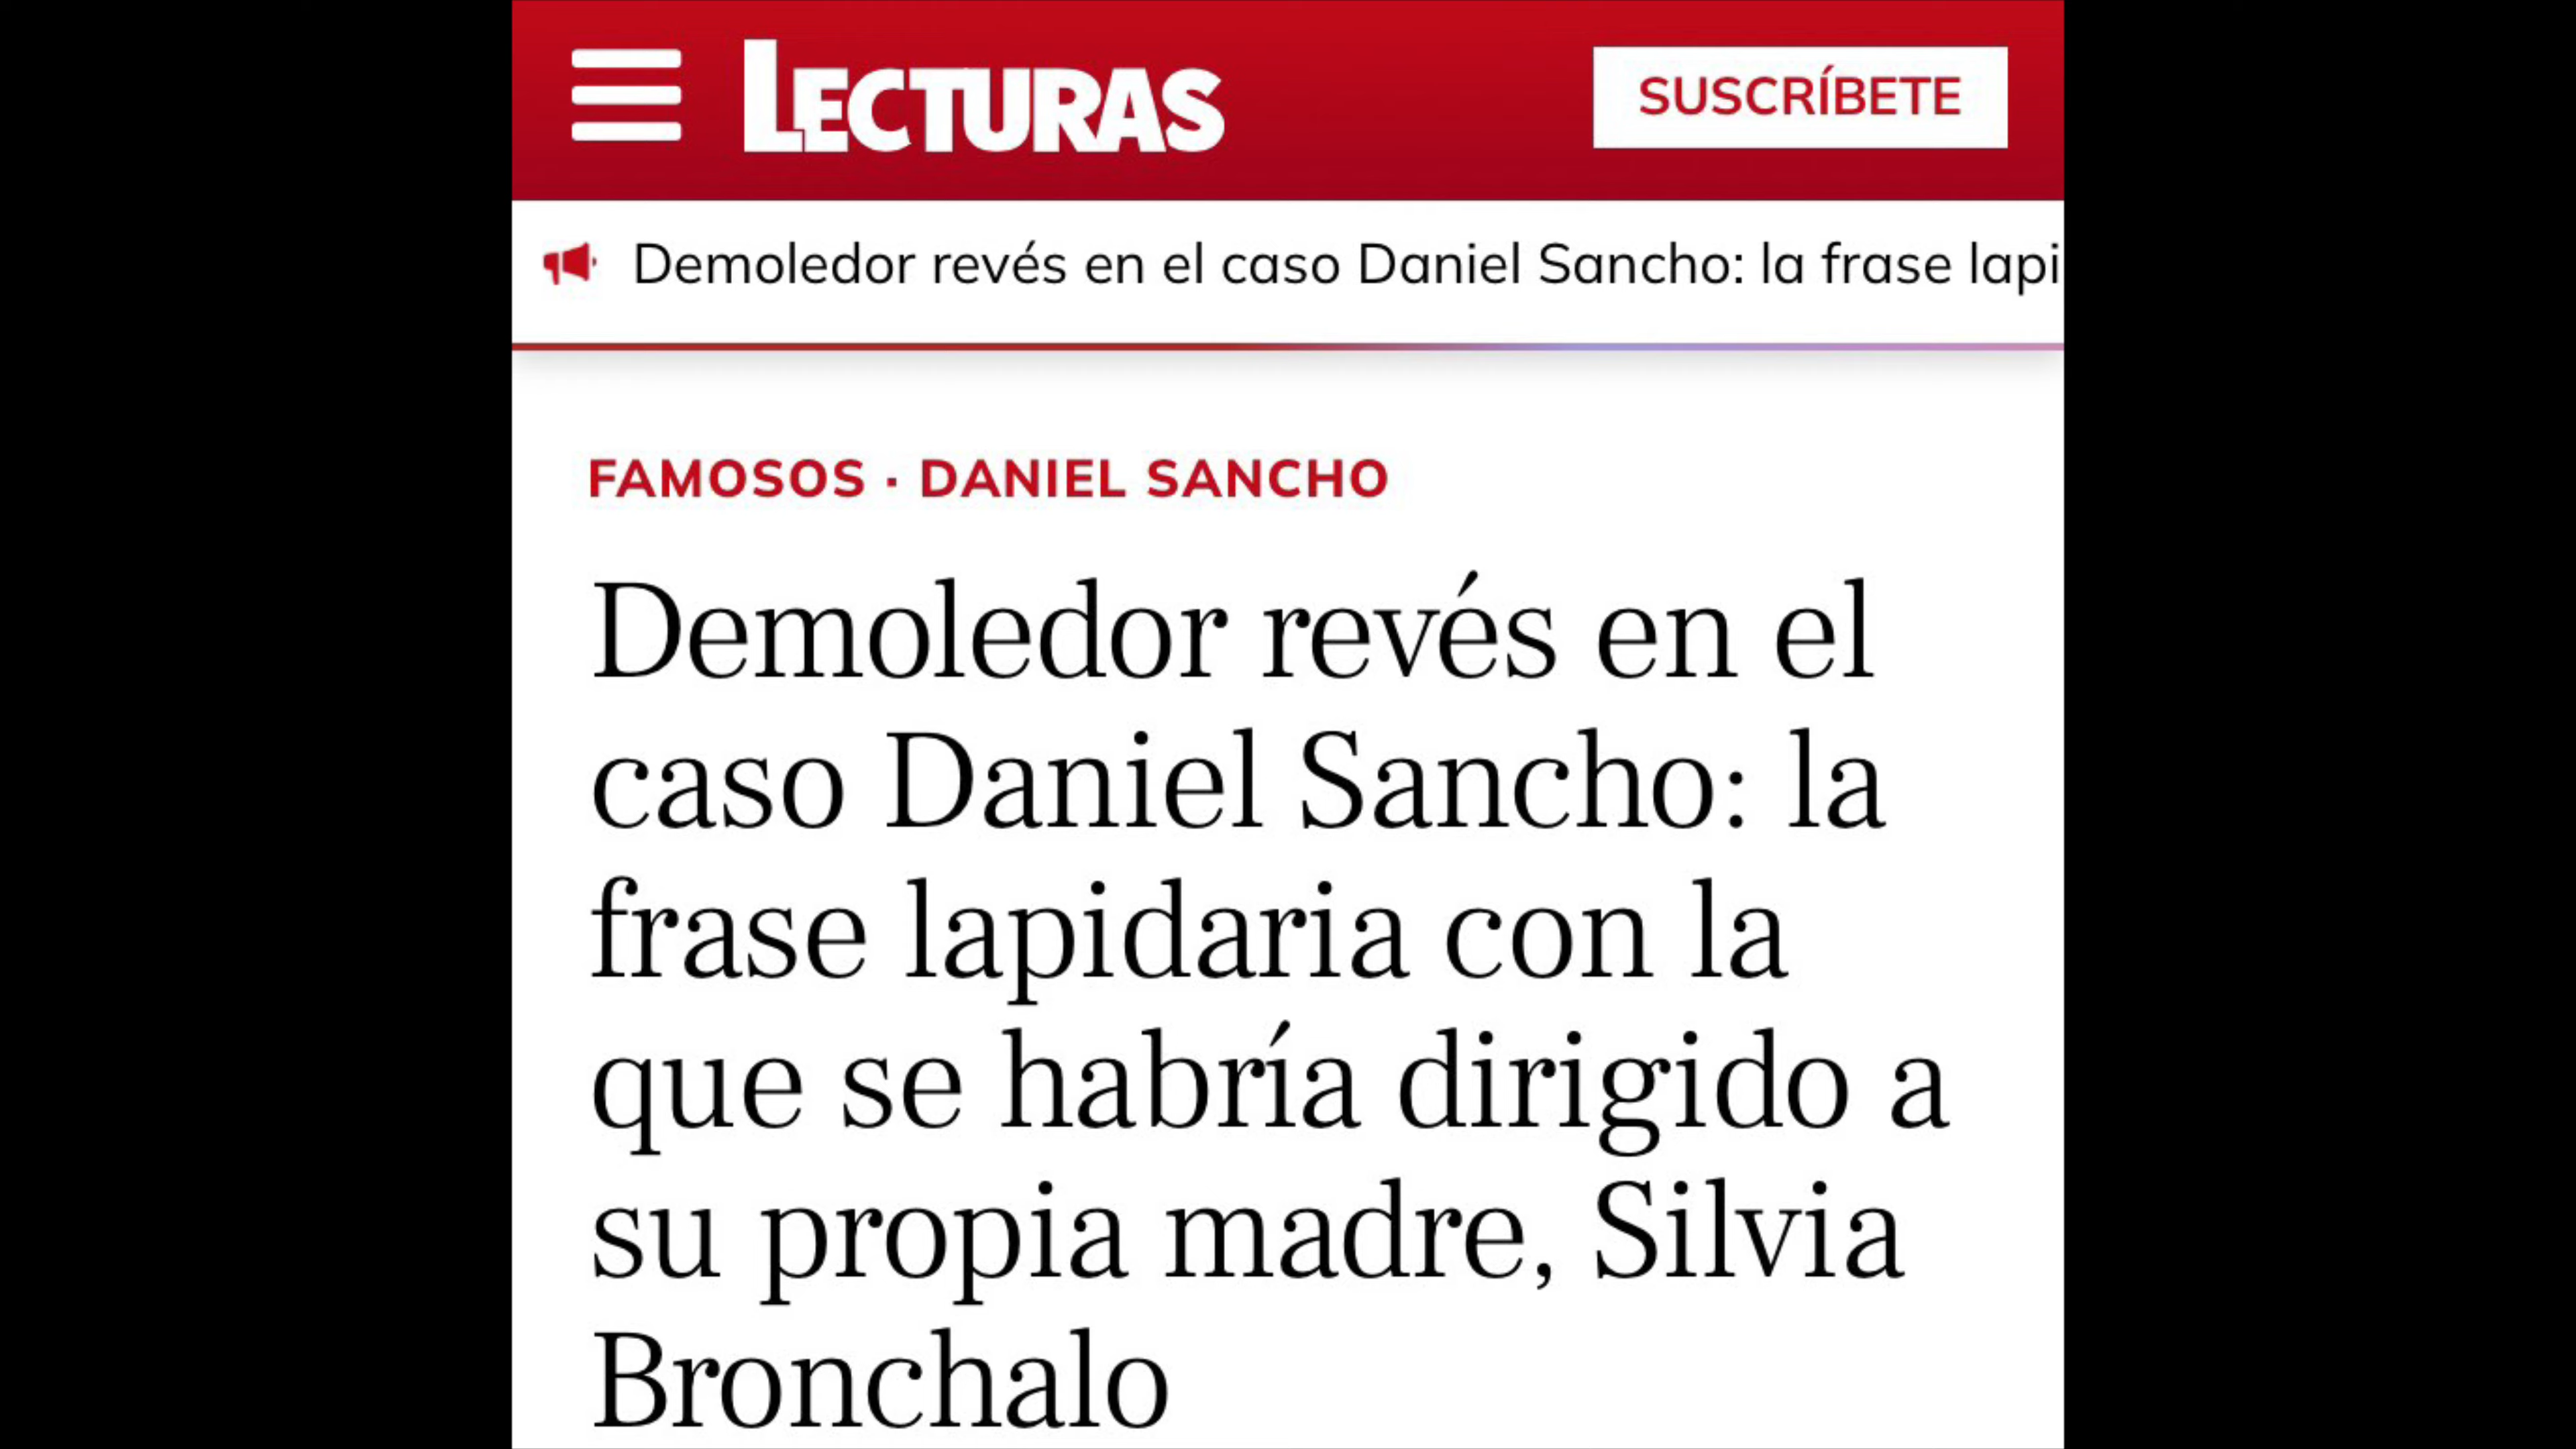 LECTURAS
SUSCRÍBETE
Demoledor revés en el caso Daniel Sancho: la frase lapi
FAMOSOS · DANIEL SANCHO
Demoledor revés en el
caso Daniel Sancho: la
frase lapidaria con la
que se habría dirigido a
su propia madre, Silvia
Bronchalo